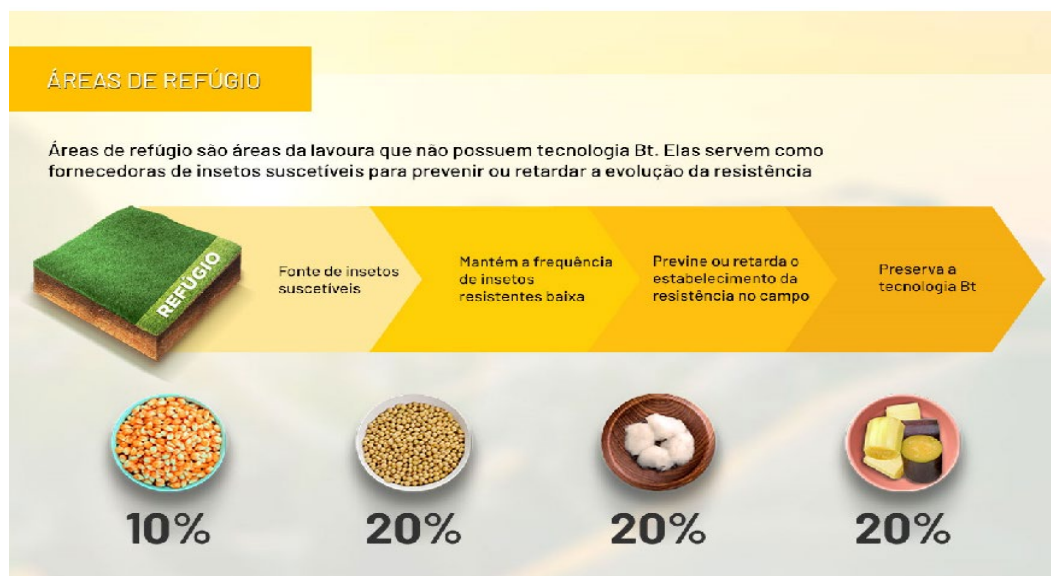 ÁREAS DE REFÚGIO
Áreas de refúgio são áreas da lavoura que não possuem tecnologia Bt. Elas servem como
fornecedoras de insetos suscetíveis para prevenir ou retardar a evolução da resistência
REFÚGIO
Fonte de insetos
suscetíveis
Mantém a frequência
de insetos
resistentes baixa
Previne ou retarda o
estabelecimento da
resistência no campo
Preserva a
tecnologia Bt
10%
20%
20%
20%